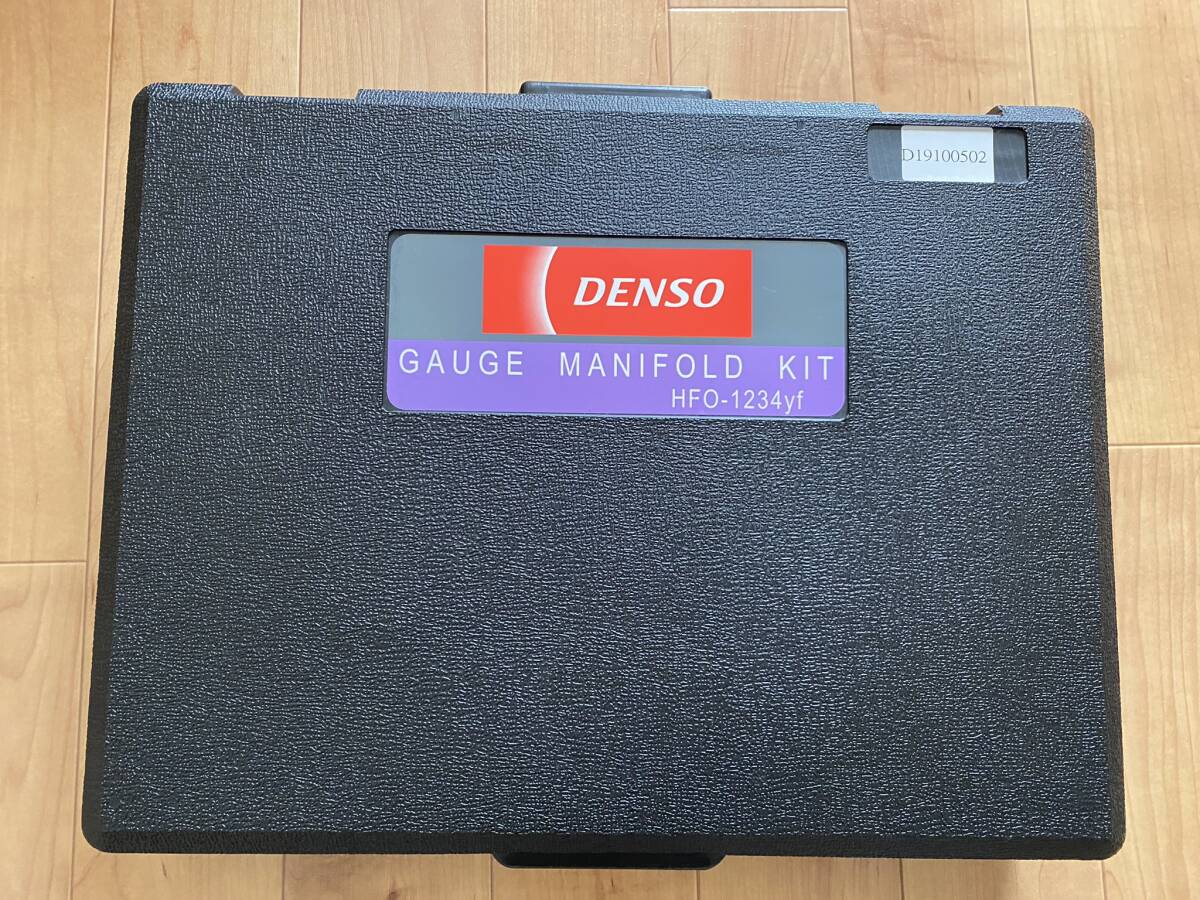 D19100502
DENSO
GAUGE MANIFOLD KIT
HFO-1234yf